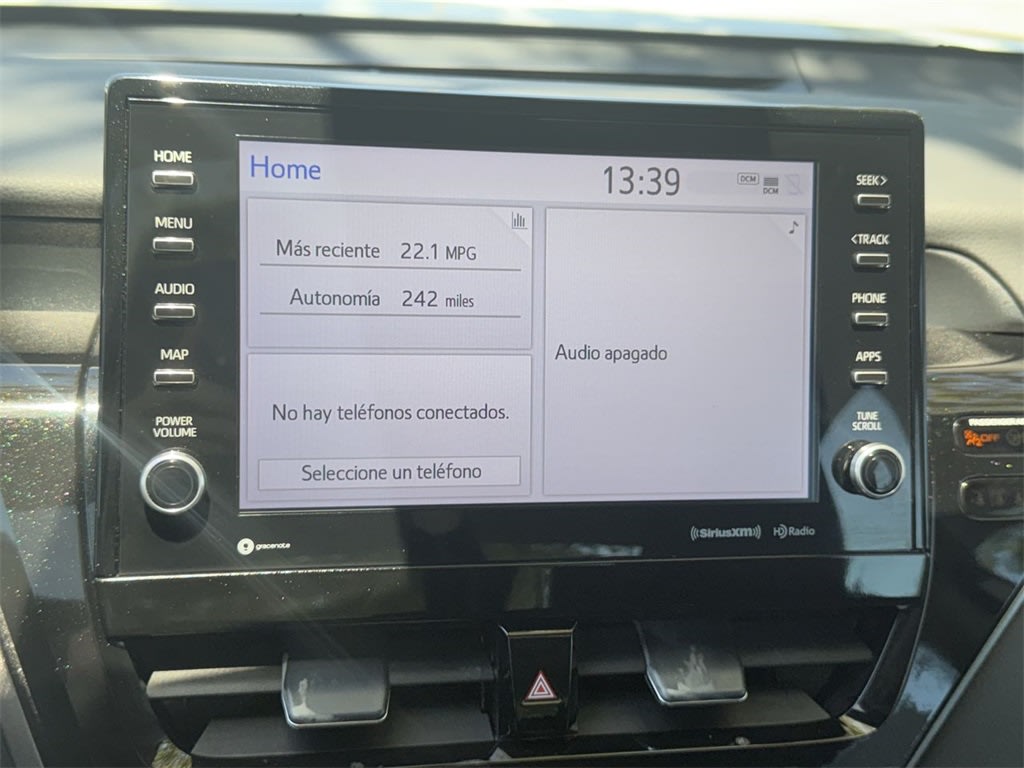 HOME
MENU
AUDIO
MAP
POWER
VOLUME
Home
13:39
DCM
DCM
Más reciente 22.1 MPG
Autonomía 242 miles
No hay teléfonos conectados.
Seleccione un teléfono
Audio apagado
SEEK>
<TRACK
PHONE
APPS
TUNE
SCROLL
gracenote
((SiriusXM))
HD Radio
OFF